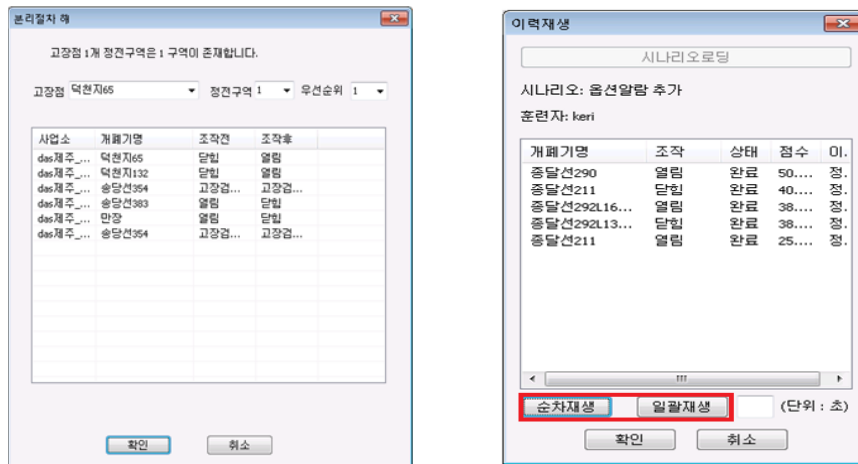 분리절차 해
고장점 1개 정전구역은 1 구역이 존재합니다.
고장점 덕천지65 정전구역 1 우선순위 1
사업소 개폐기명 조작전 조작후
das제주_... 덕천지65 닫힘 열림
das제주_... 덕천지132 닫힘 열림
das제주_... 송당선354 고장검... 고장검...
das제주_... 송당선383 열림 닫힘
das제주_... 만장 열림 닫힘
das제주_... 송당선354 고장검... 고장검...
확인 취소
이력재생
시나리오로딩
시나리오: 옵션알람 추가
훈련자: keri
개폐기명 조작 상태 점수 이.
종달선290 열림 완료 50.... 정.
종달선211 닫힘 완료 40.... 정.
종달선292L16... 열림 완료 38.... 정.
종달선292L13... 닫힘 완료 38.... 정.
종달선211 열림 완료 25.... 정.
순차재생 일괄재생 (단위 : 초)
확인 취소